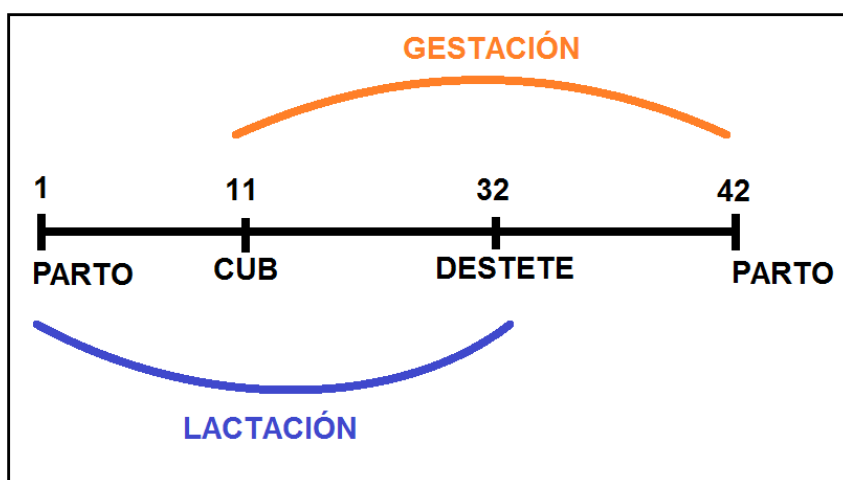 GESTACIÓN
1 11 32 42
PARTO CUB DESTETE PARTO
LACTACIÓN